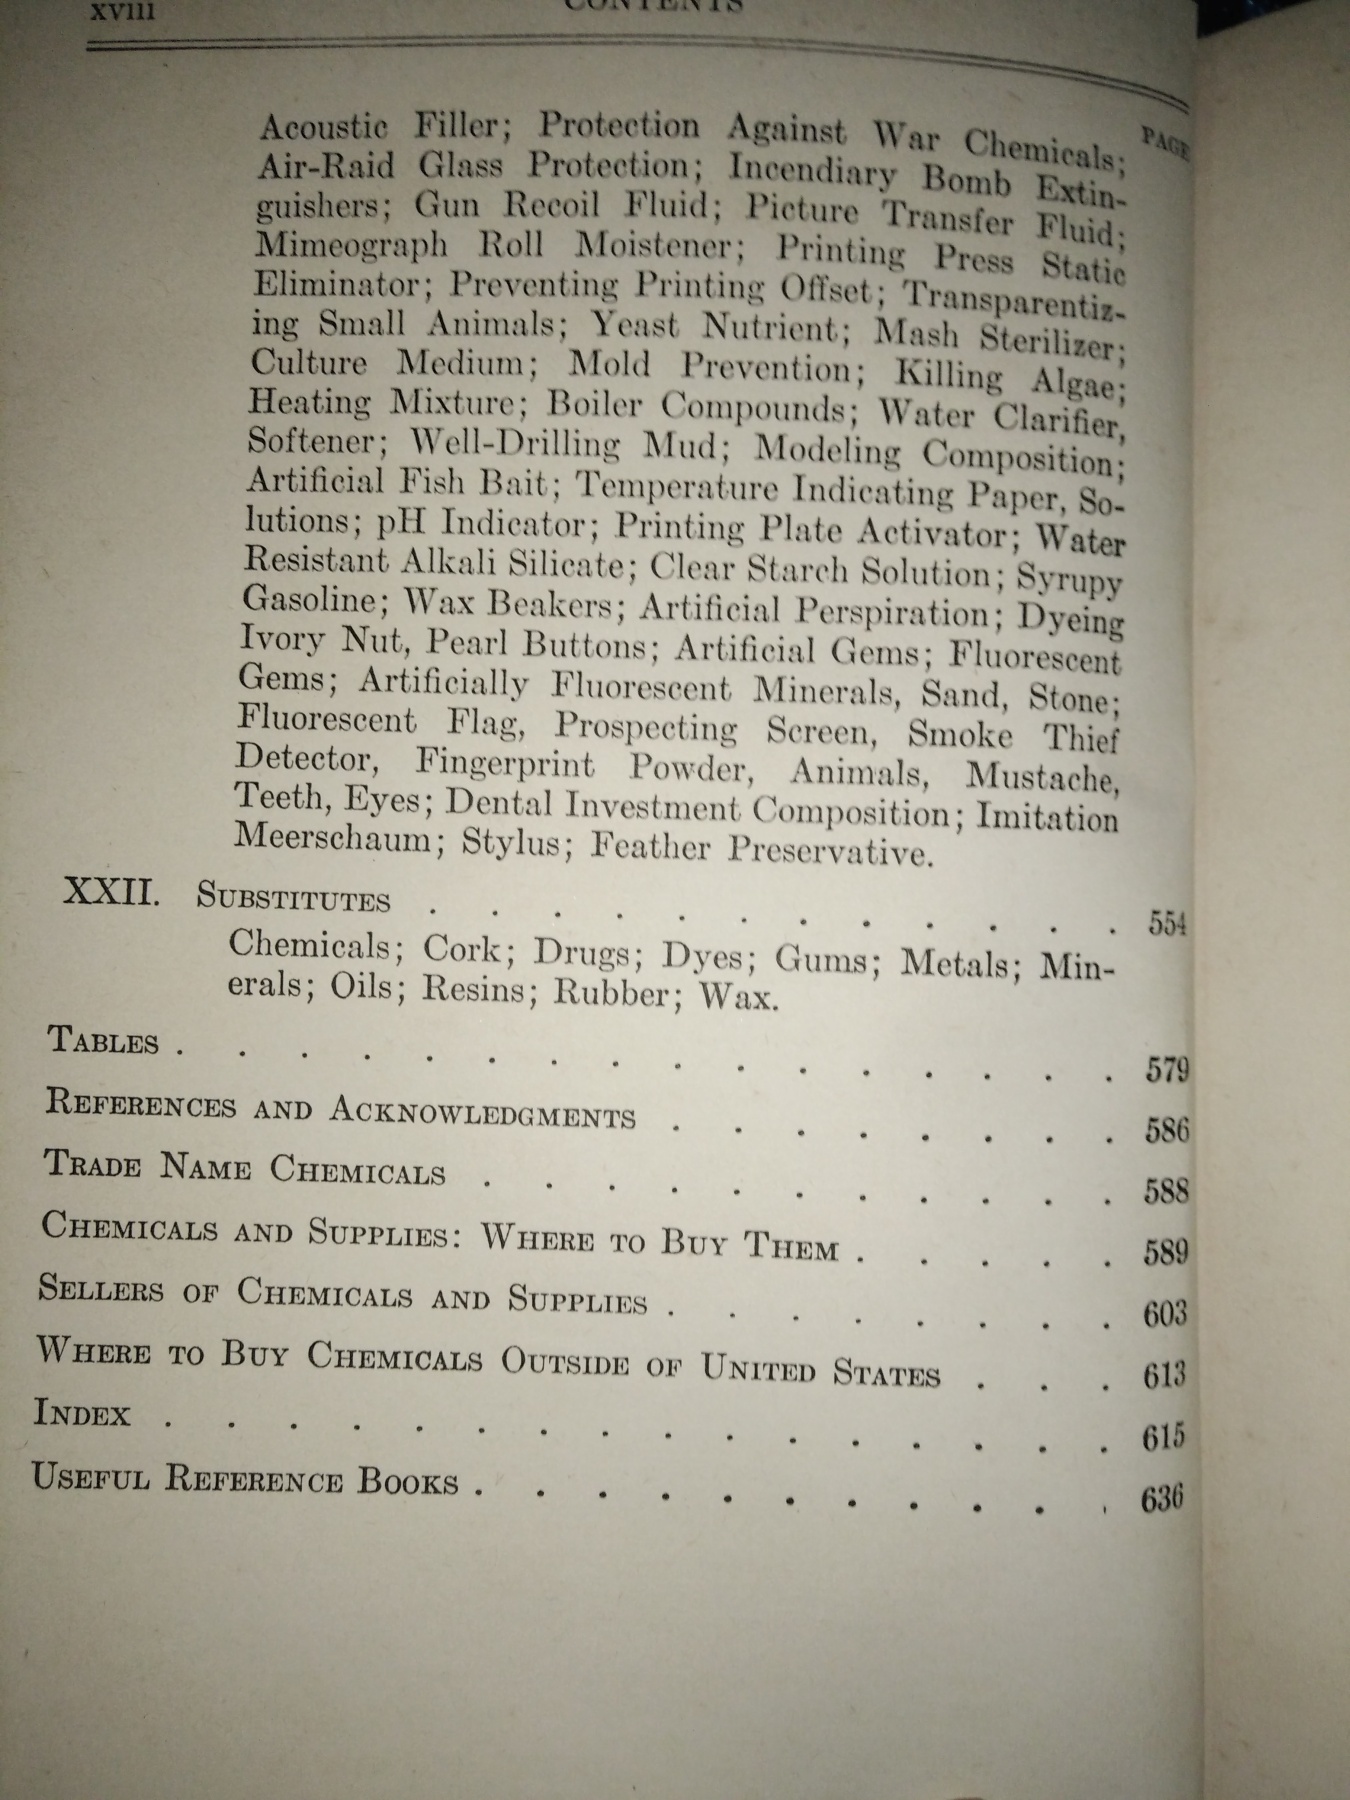 xviii CONTENTS
PAGE
Acoustic Filler; Protection Against War Chemicals;
Air-Raid Glass Protection; Incendiary Bomb Extin-
guishers; Gun Recoil Fluid; Picture Transfer Fluid;
Mimeograph Roll Moistener; Printing Press Static
Eliminator; Preventing Printing Offset; Transparentiz-
ing Small Animals; Yeast Nutrient; Mash Sterilizer;
Culture Medium; Mold Prevention; Killing Algae;
Heating Mixture; Boiler Compounds; Water Clarifier,
Softener; Well-Drilling Mud; Modeling Composition;
Artificial Fish Bait; Temperature Indicating Paper, So-
lutions; pH Indicator; Printing Plate Activator; Water
Resistant Alkali Silicate; Clear Starch Solution; Syrupy
Gasoline; Wax Beakers; Artificial Perspiration; Dyeing
Ivory Nut, Pearl Buttons; Artificial Gems; Fluorescent
Gems; Artificially Fluorescent Minerals, Sand, Stone;
Fluorescent Flag, Prospecting Screen, Smoke Thief
Detector, Fingerprint Powder, Animals, Mustache,
Teeth, Eyes; Dental Investment Composition; Imitation
Meerschaum; Stylus; Feather Preservative.
XXII. SUBSTITUTES . . . . . . . . . . . . 554
Chemicals; Cork; Drugs; Dyes; Gums; Metals; Min-
erals; Oils; Resins; Rubber; Wax.
TABLES . . . . . . . . . . . . . . . . 579
REFERENCES AND ACKNOWLEDGMENTS . . . . . . . . 586
TRADE NAME CHEMICALS . . . . . . . . . . . 588
CHEMICALS AND SUPPLIES: WHERE TO BUY THEM . . . . . 589
SELLERS OF CHEMICALS AND SUPPLIES . . . . . . . . 603
WHERE TO BUY CHEMICALS OUTSIDE OF UNITED STATES . . . 613
INDEX . . . . . . . . . . . . . . . . 615
USEFUL REFERENCE BOOKS . . . . . . . . . . . 636